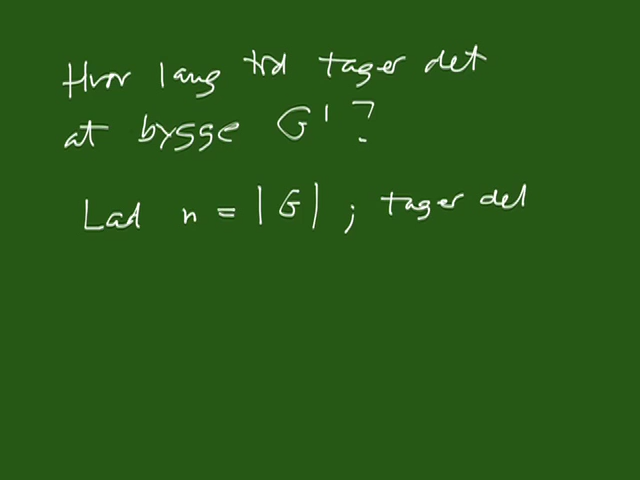 Hvor lang tid tager det
at bygge G' ?
Lad n = |G| ; tager det